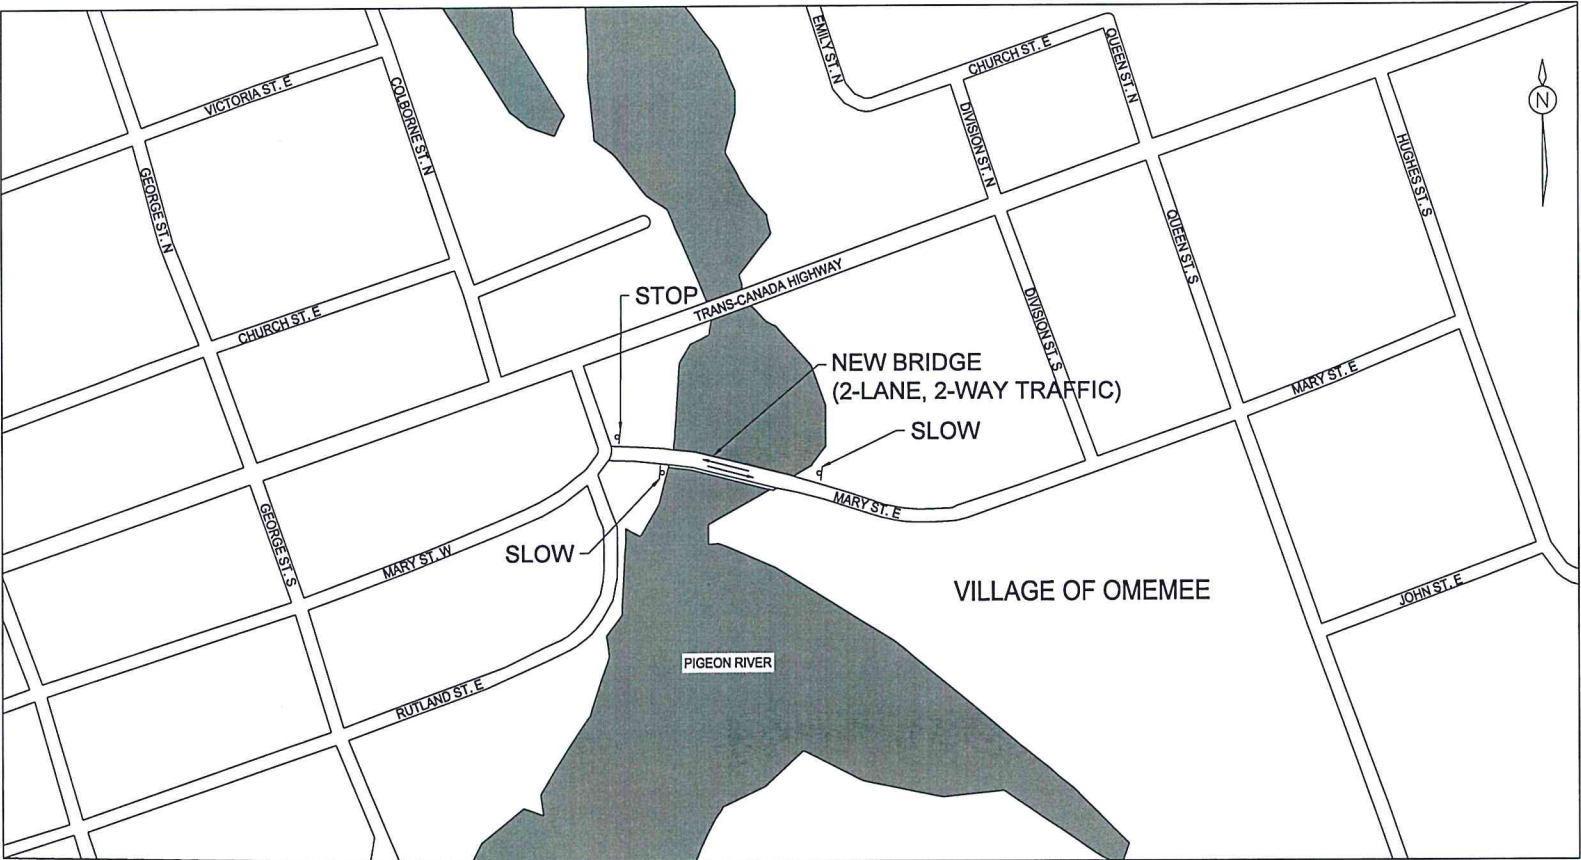 EMILY ST. N
CHURCH ST. E
QUEEN ST. N
VICTORIA ST. E
COLBORNE ST. N
N
DIVISION ST. N
HUGHES ST. S
GEORGE ST. N
QUEEN ST. S
TRANS-CANADA HIGHWAY
STOP
CHURCH ST. E
DIVISION ST. S
NEW BRIDGE
(2-LANE, 2-WAY TRAFFIC)
MARY ST. E
SLOW
MARY ST. E
GEORGE ST. S
SLOW
MARY ST. W
VILLAGE OF OMEMEE
JOHN ST. E
PIGEON RIVER
RUTLAND ST. E